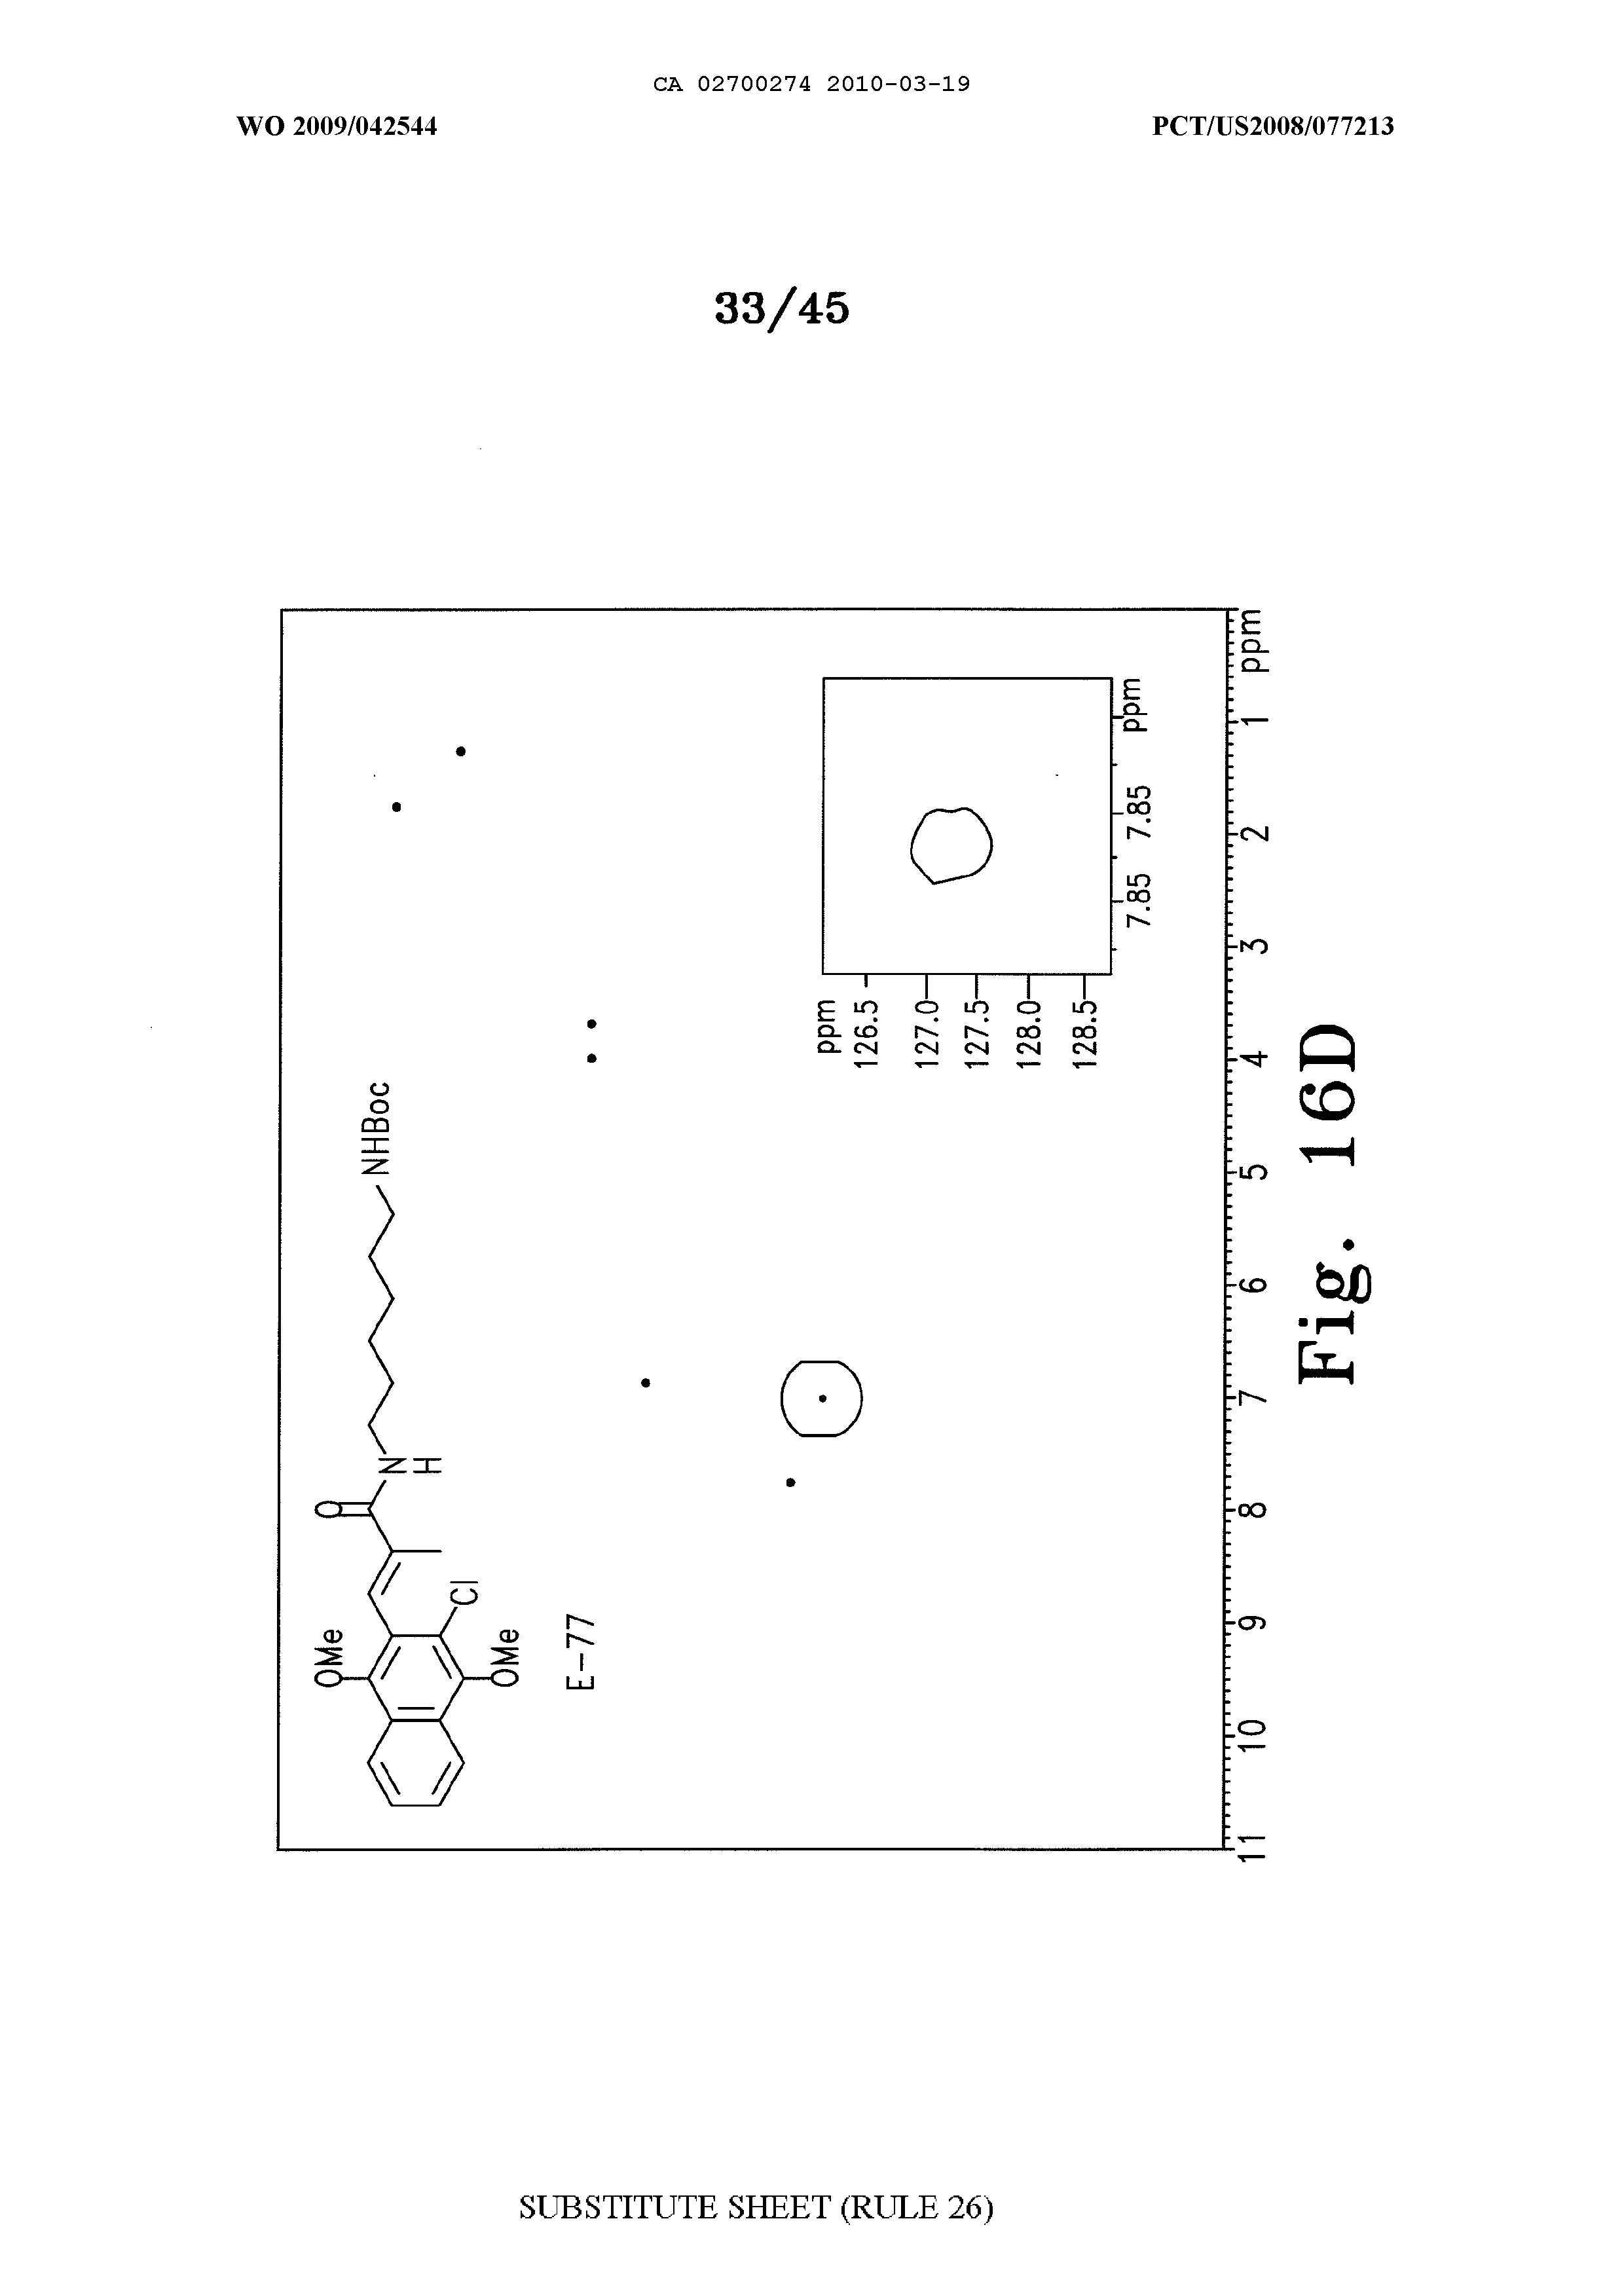 CA 02700274 2010-03-19
WO 2009/042544
PCT/US2008/077213
33/45
OMe
O
N
H
NHBoc
Cl
OMe
E-77
ppm
126.5
127.0
127.5
128.0
128.5
7.85
7.85
ppm
11
10
9
8
7
6
5
4
3
2
1
ppm
Fig. 16D
SUBSTITUTE SHEET (RULE 26)